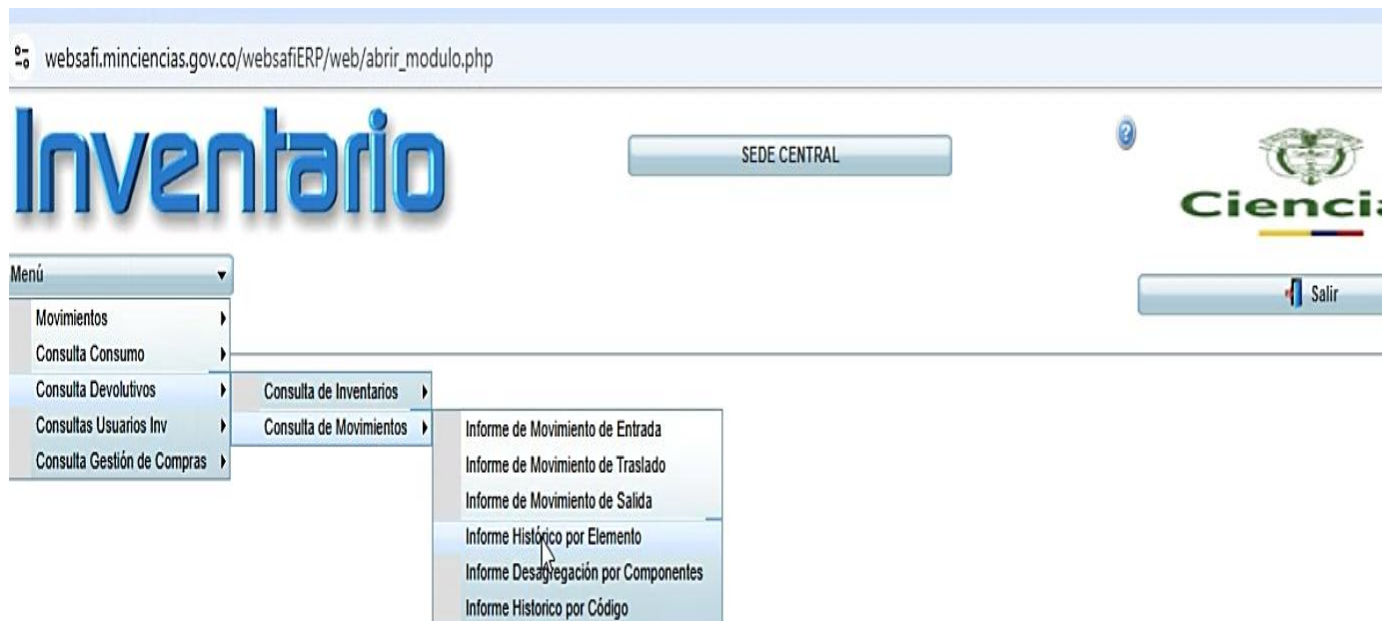 websafi.minciencias.gov.co/websafiERP/web/abrir_modulo.php
Inventario
SEDE CENTRAL
?
Ciencia
Menú
Salir
Movimientos
Consulta Consumo
Consulta Devolutivos
Consultas Usuarios Inv
Consulta Gestión de Compras
Consulta de Inventarios
Consulta de Movimientos
Informe de Movimiento de Entrada
Informe de Movimiento de Traslado
Informe de Movimiento de Salida
Informe Histórico por Elemento
Informe Desagregación por Componentes
Informe Historico por Código